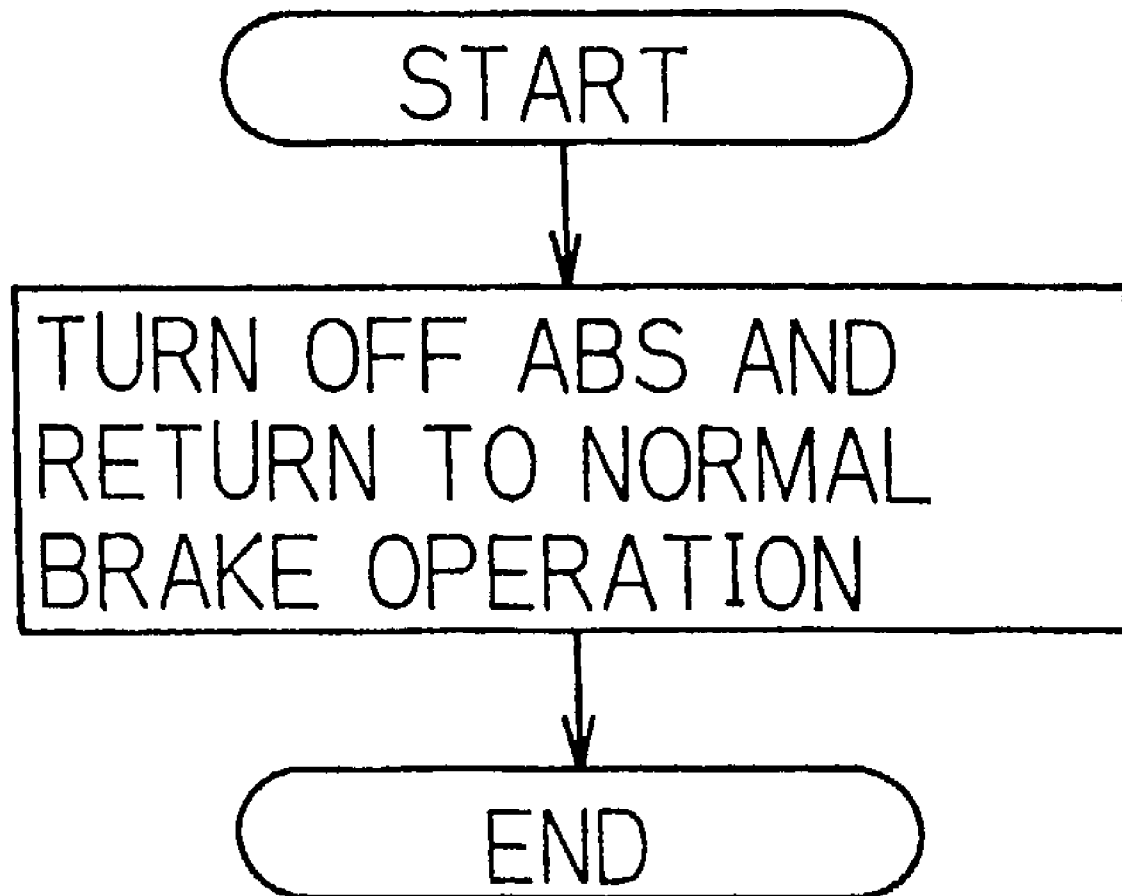 START
TURN OFF ABS AND
RETURN TO NORMAL
BRAKE OPERATION
END